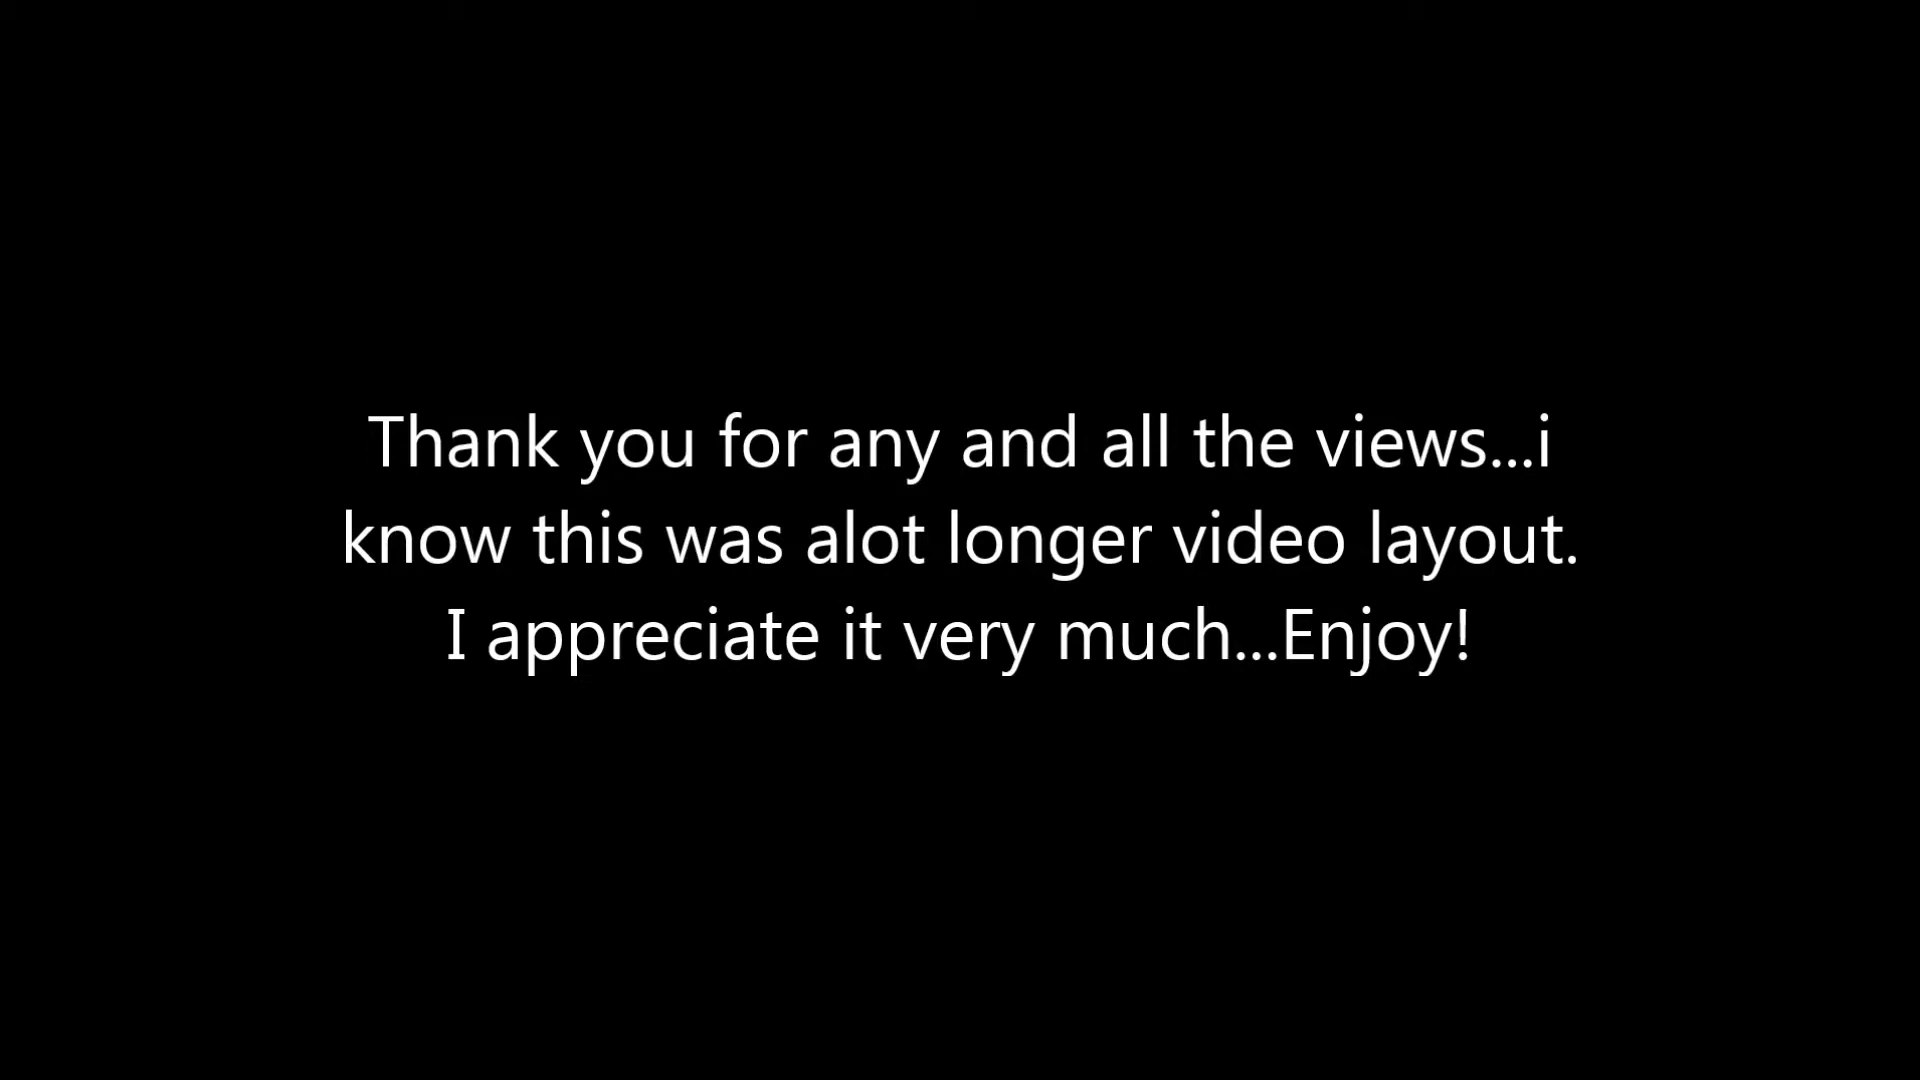 Thank you for any and all the views...i
know this was alot longer video layout.
I appreciate it very much...Enjoy!